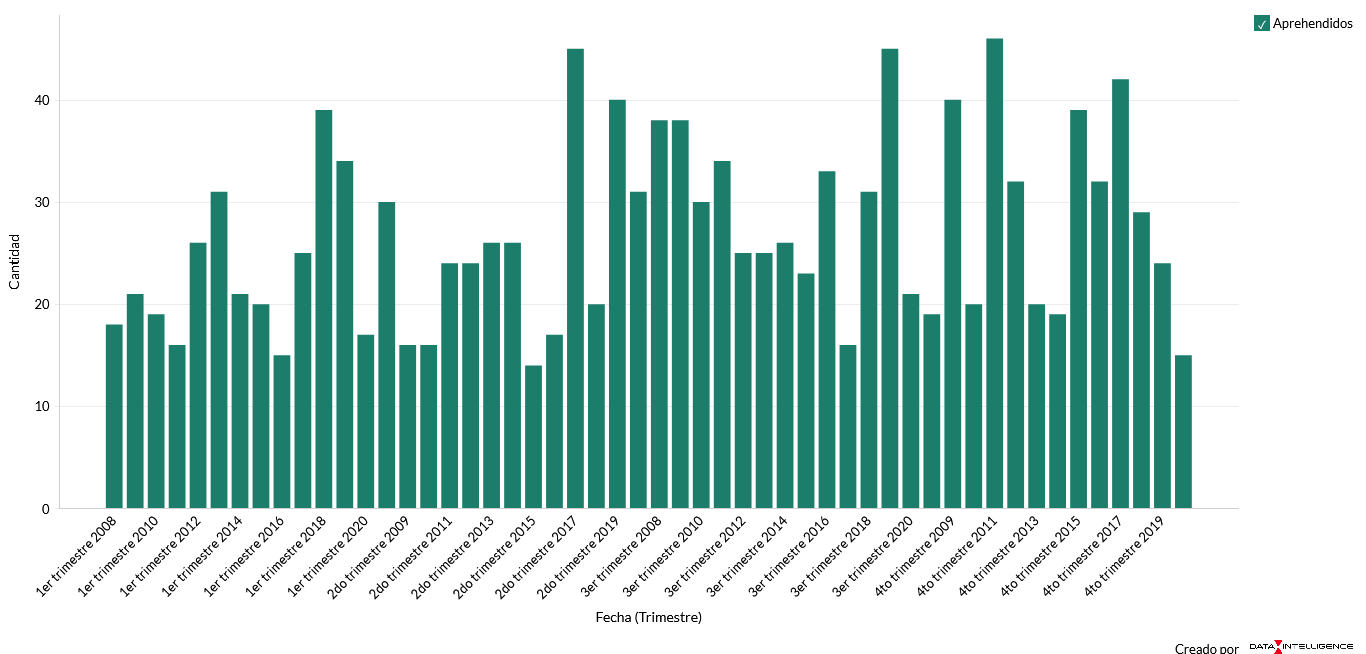 Aprehendidos
Cantidad
40
30
20
10
0
1er trimestre 2008
1er trimestre 2010
1er trimestre 2012
1er trimestre 2014
1er trimestre 2016
1er trimestre 2018
1er trimestre 2020
2do trimestre 2009
2do trimestre 2011
2do trimestre 2013
2do trimestre 2015
2do trimestre 2017
2do trimestre 2019
3er trimestre 2008
3er trimestre 2010
3er trimestre 2012
3er trimestre 2014
3er trimestre 2016
3er trimestre 2018
3er trimestre 2020
4to trimestre 2009
4to trimestre 2011
4to trimestre 2013
4to trimestre 2015
4to trimestre 2017
4to trimestre 2019
Fecha (Trimestre)
Creado por DATA INTELLIGENCE